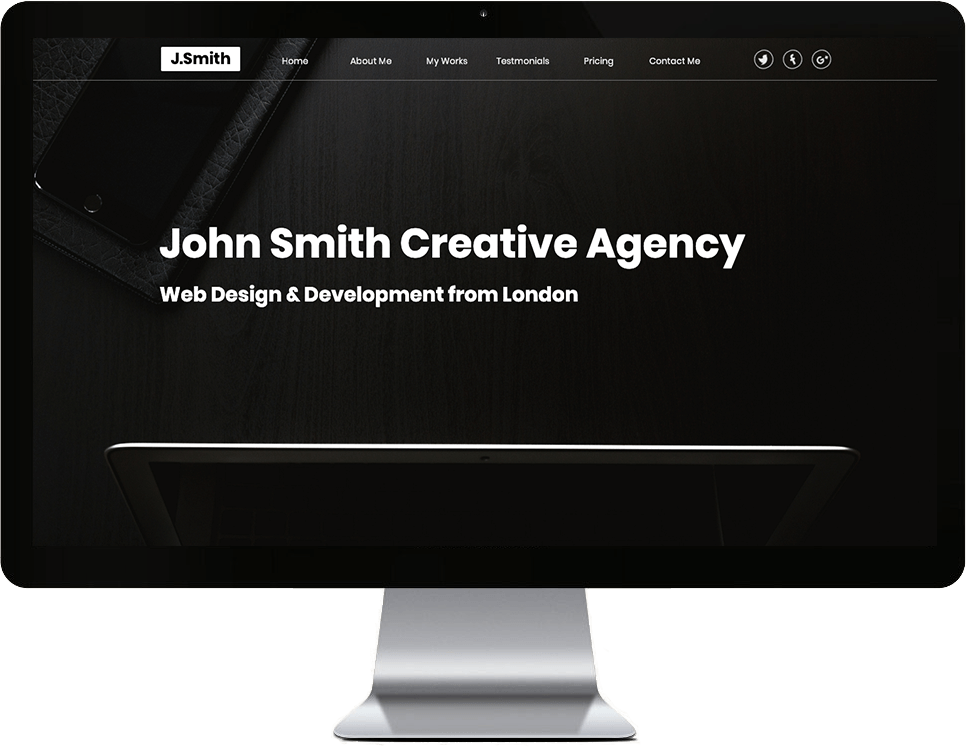 J.Smith
Home
About Me
My Works
Testmonials
Pricing
Contact Me
John Smith Creative Agency
Web Design & Development from London